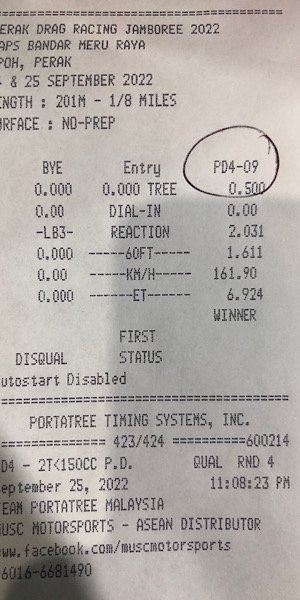 ERAK DRAG RACING JAMBOREE 2022
APS BANDAR MERU RAYA
POH, PERAK
& 25 SEPTEMBER 2022
ENGTH : 201M - 1/8 MILES
URFACE : NO-PREP
BYE Entry PD4-09
0.000 0.000 TREE 0.500
0.00 DIAL-IN 0.00
-LB3- REACTION 2.031
0.000 ------60FT------ 1.611
0.00 ------KM/H------ 161.90
0.000 -------ET------- 6.924
WINNER
FIRST
DISQUAL STATUS
utostart Disabled
========================================
PORTATREE TIMING SYSTEMS, INC.
=============== 423/424 ==========600214
D4 - 2T<150CC P.D. QUAL RND 4
eptember 25, 2022 11:08:23 PM
TEAM PORTATREE MALAYSIA
MUSC MOTORSPORTS - ASEAN DISTRIBUTOR
www.facebook.com/muscmotorsports
6016-6681490